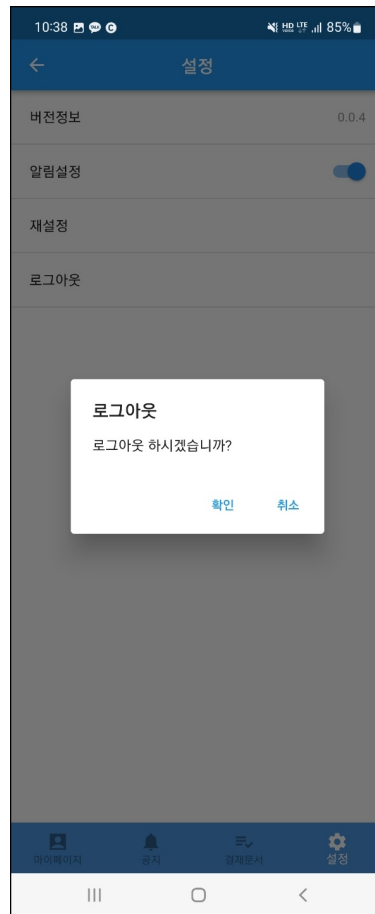 10:38
HD LTE 85%
설정
버전정보 0.0.4
알림설정
재설정
로그아웃
로그아웃
로그아웃 하시겠습니까?
확인 취소
마이페이지 공지 결재문서 설정